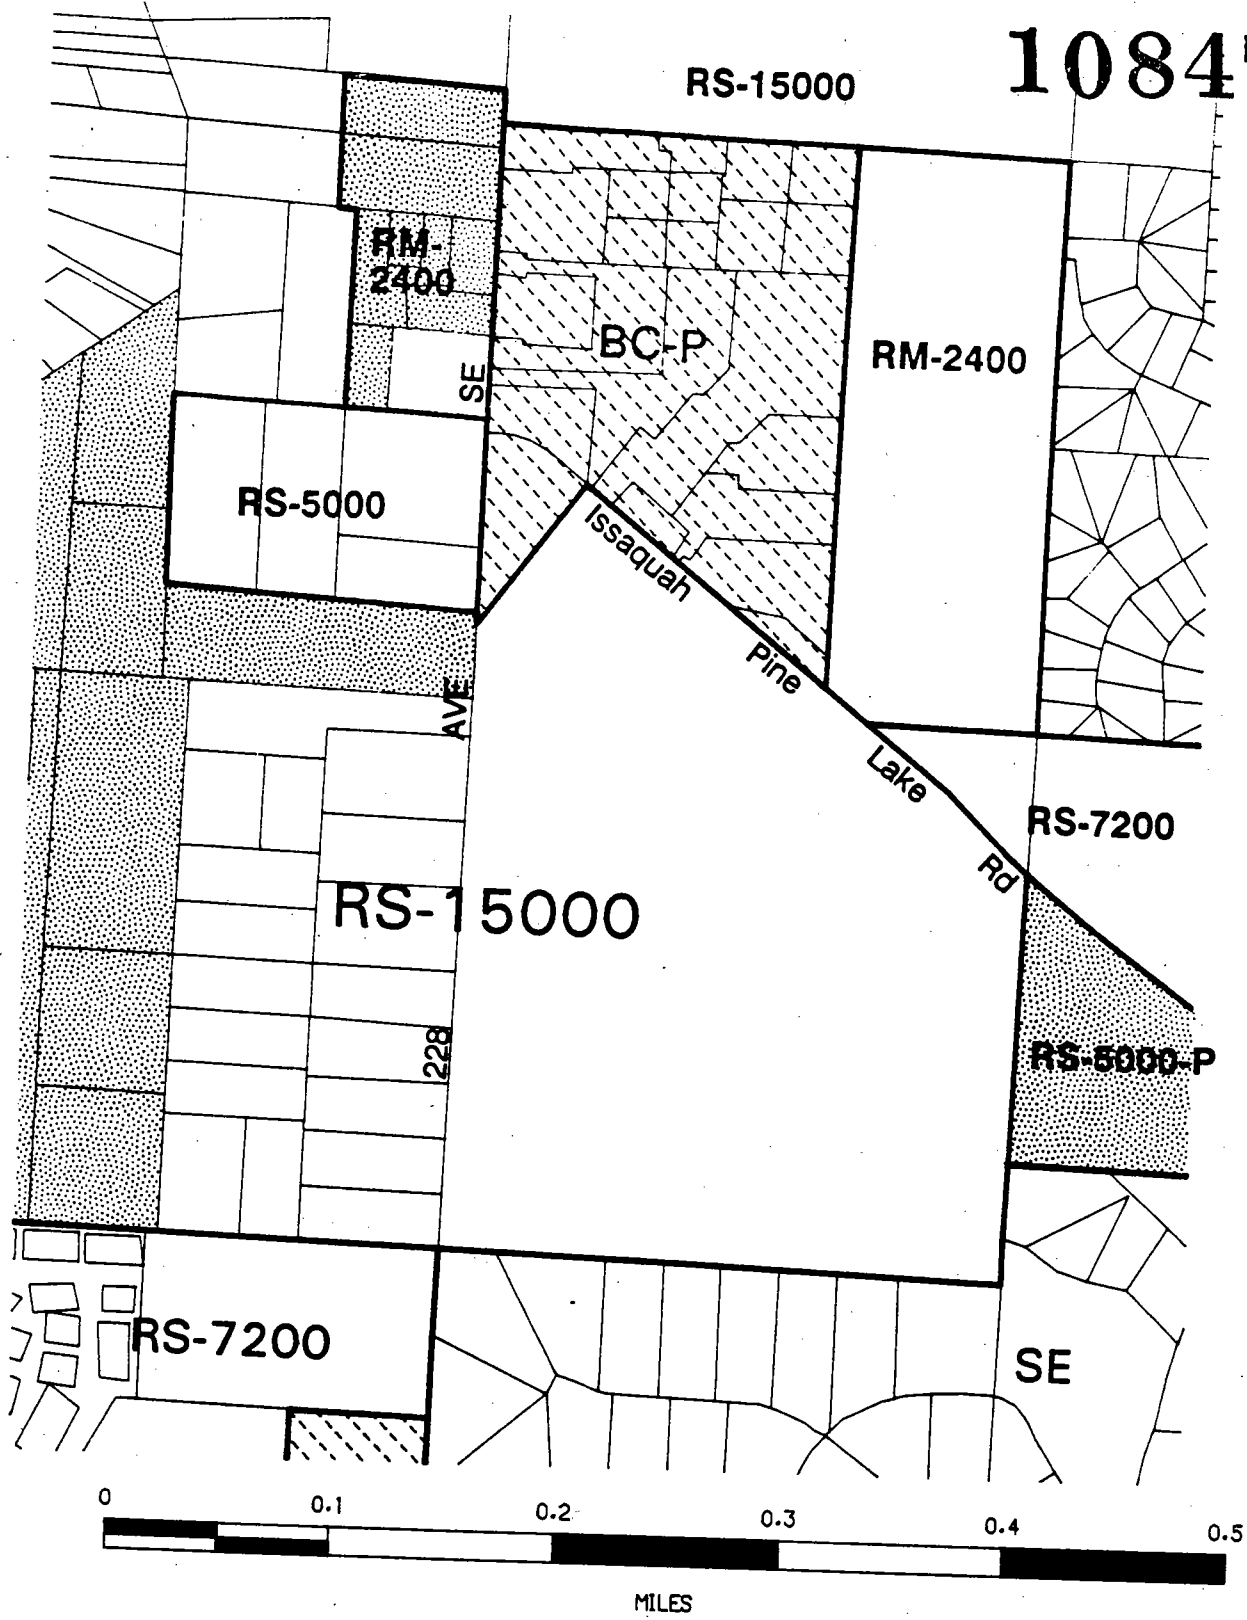 1084
RS-15000
RM-
2400
BC-P
RM-2400
SE
RS-5000
Issaquah
Pine
AVE
Lake
RS-7200
Rd
RS-15000
228
RS-5000-P
RS-7200
SE
0 0.1 0.2 0.3 0.4 0.5
MILES